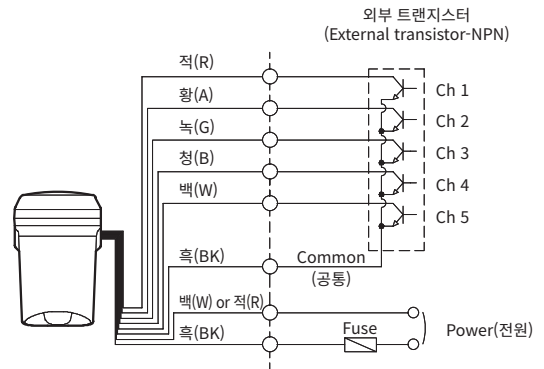 외부 트랜지스터
(External transistor-NPN)
적(R)
Ch 1
황(A)
Ch 2
녹(G)
Ch 3
청(B)
Ch 4
백(W)
Ch 5
흑(BK)
Common
(공통)
백(W) or 적(R)
흑(BK)
Fuse
Power(전원)